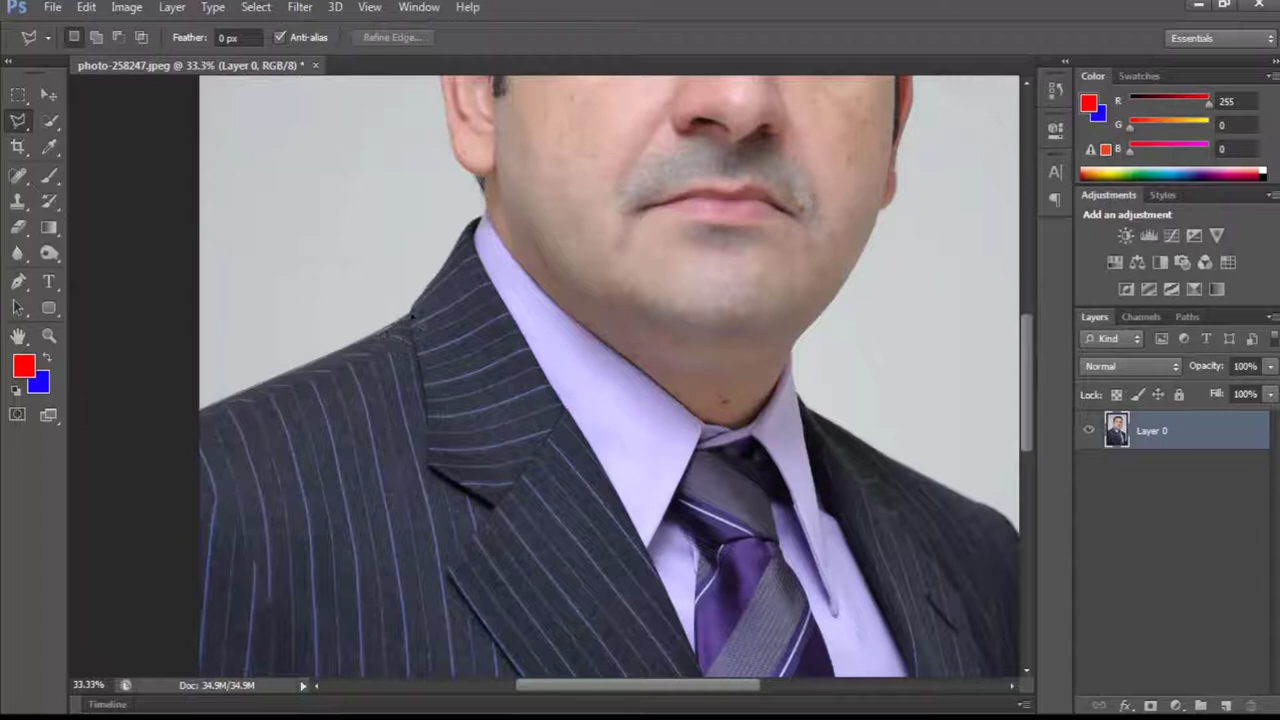 Ps File Edit Image Layer Type Select Filter 3D View Window Help
Feather: 0 px Anti-alias Refine Edge... Essentials
photo-258247.jpeg @ 33.3% (Layer 0, RGB/8) * ×
Color Swatches
R 255
G 0
B 0
Adjustments Styles
Add an adjustment
Layers Channels Paths
Kind
Normal Opacity: 100%
Lock: Fill: 100%
Layer 0
33.33% Doc: 34.9M/34.9M
Timeline